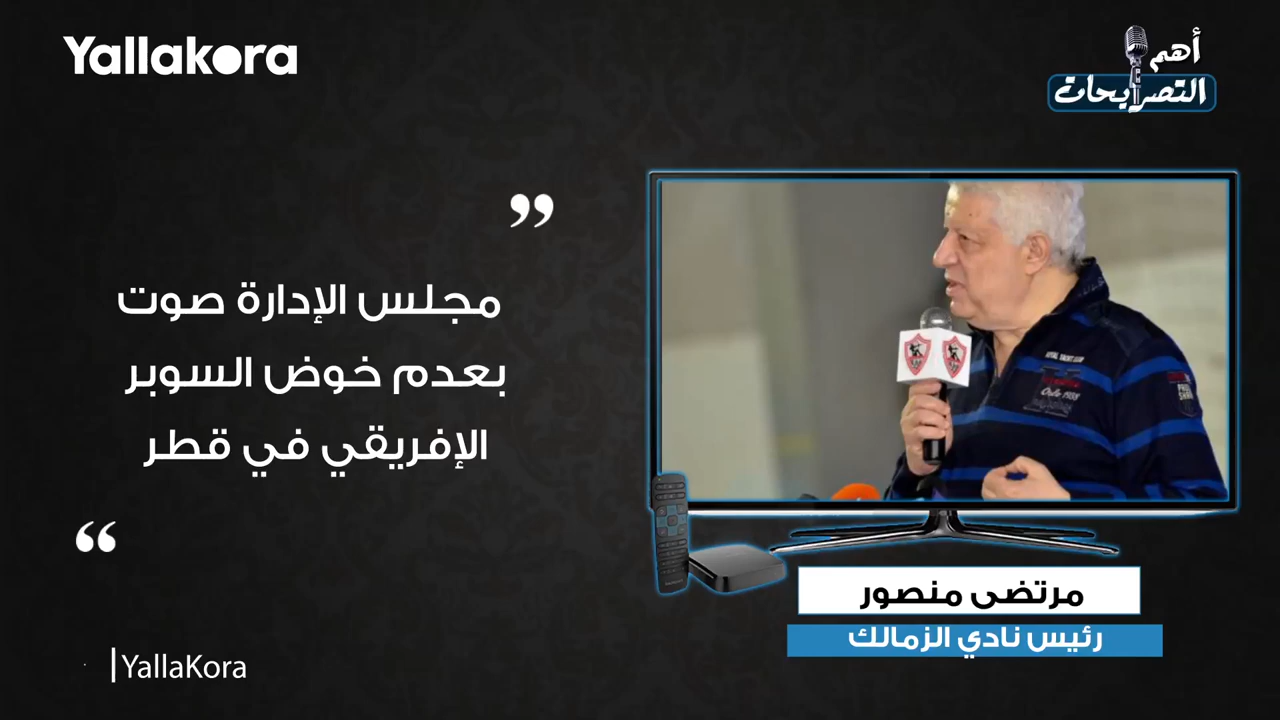 Yallakora
أهم
التصريحات
”
مجلس الإدارة صوت
بعدم خوض السوبر
الإفريقي في قطر
“
مرتضى منصور
رئيس نادي الزمالك
YallaKora